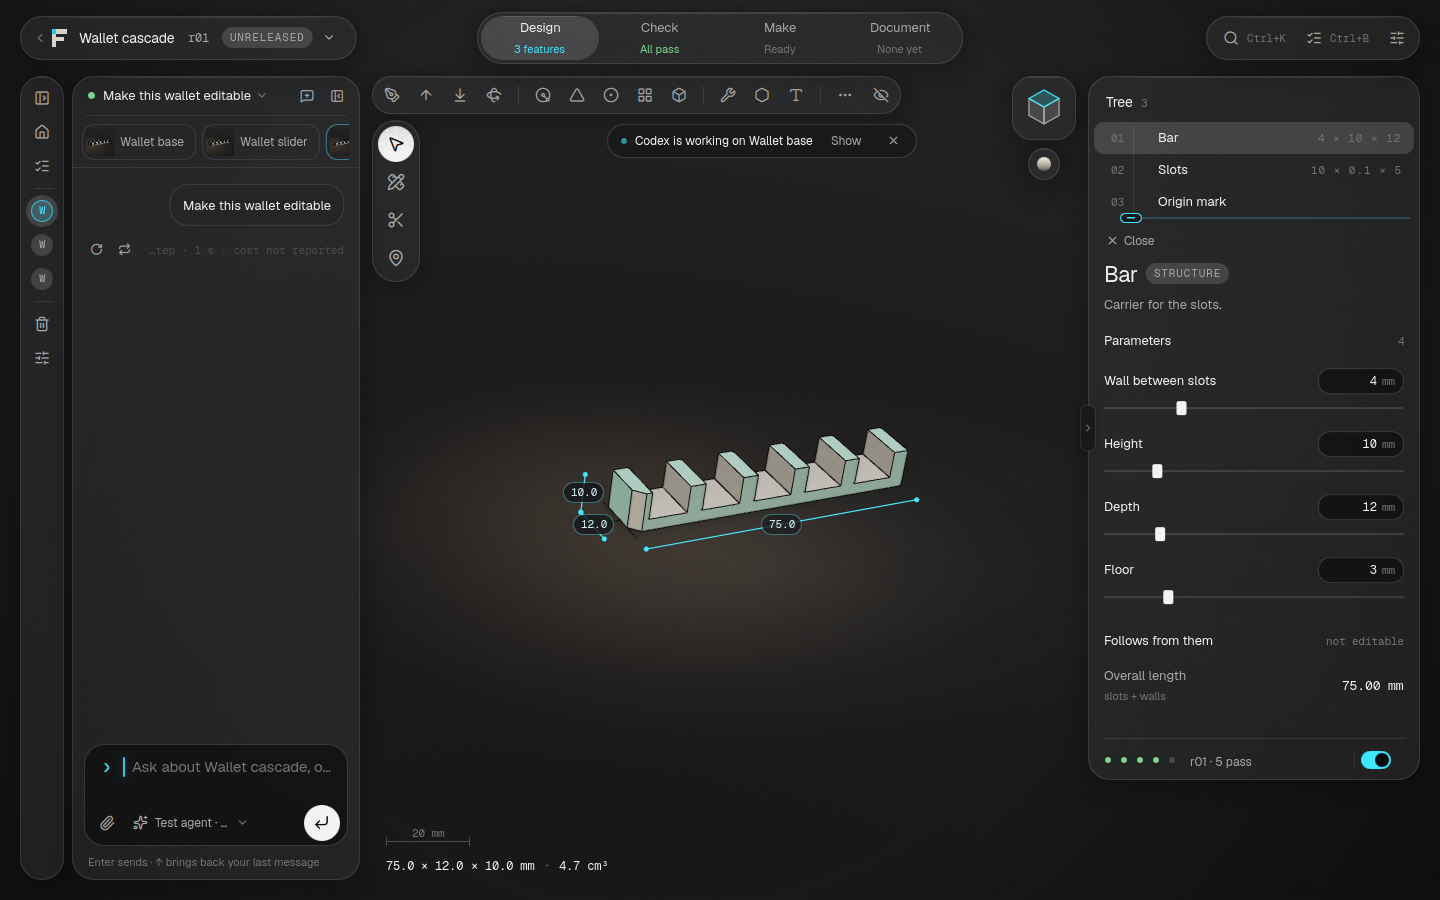 Wallet cascade r01 UNRELEASED
Design
3 features
Check
All pass
Make
Ready
Document
None yet
Ctrl+K
Ctrl+B
Make this wallet editable
Wallet base
Wallet slider
W
W
W
Make this wallet editable
…tep · 1 s · cost not reported
Ask about Wallet cascade, o…
Test agent · …
Enter sends · ↑ brings back your last message
Codex is working on Wallet base Show
10.0
12.0
75.0
20 mm
75.0 × 12.0 × 10.0 mm · 4.7 cm³
Tree 3
01 Bar 4 × 10 × 12
02 Slots 10 × 0.1 × 5
03 Origin mark
Close
Bar STRUCTURE
Carrier for the slots.
Parameters 4
Wall between slots 4 mm
Height 10 mm
Depth 12 mm
Floor 3 mm
Follows from them not editable
Overall length
slots + walls
75.00 mm
r01 · 5 pass